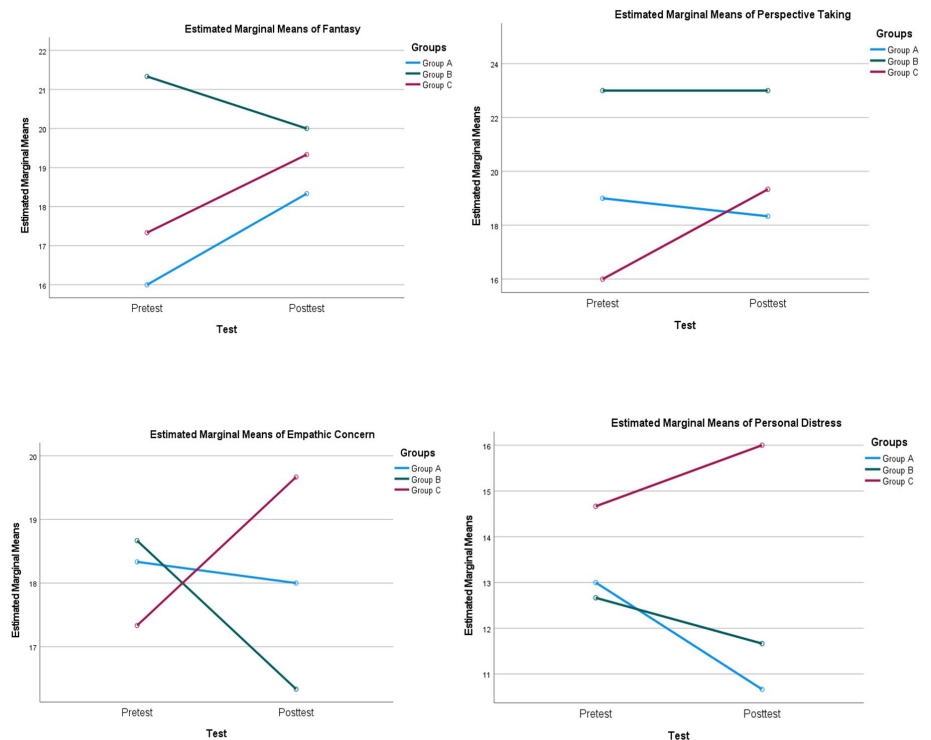 Estimated Marginal Means of Fantasy
Groups
Group A
Group B
Group C
Estimated Marginal Means
22
21
20
19
18
17
16
Pretest
Posttest
Test
Estimated Marginal Means of Perspective Taking
Groups
Group A
Group B
Group C
Estimated Marginal Means
24
22
20
18
16
Pretest
Posttest
Test
Estimated Marginal Means of Empathic Concern
Groups
Group A
Group B
Group C
Estimated Marginal Means
20
19
18
17
Pretest
Posttest
Test
Estimated Marginal Means of Personal Distress
Groups
Group A
Group B
Group C
Estimated Marginal Means
16
15
14
13
12
11
Pretest
Posttest
Test